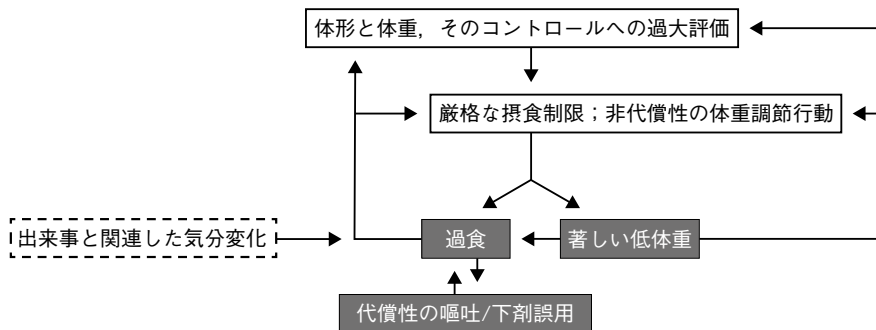 体形と体重，そのコントロールへの過大評価
厳格な摂食制限；非代償性の体重調節行動
出来事と関連した気分変化
過食
著しい低体重
代償性の嘔吐/下剤誤用